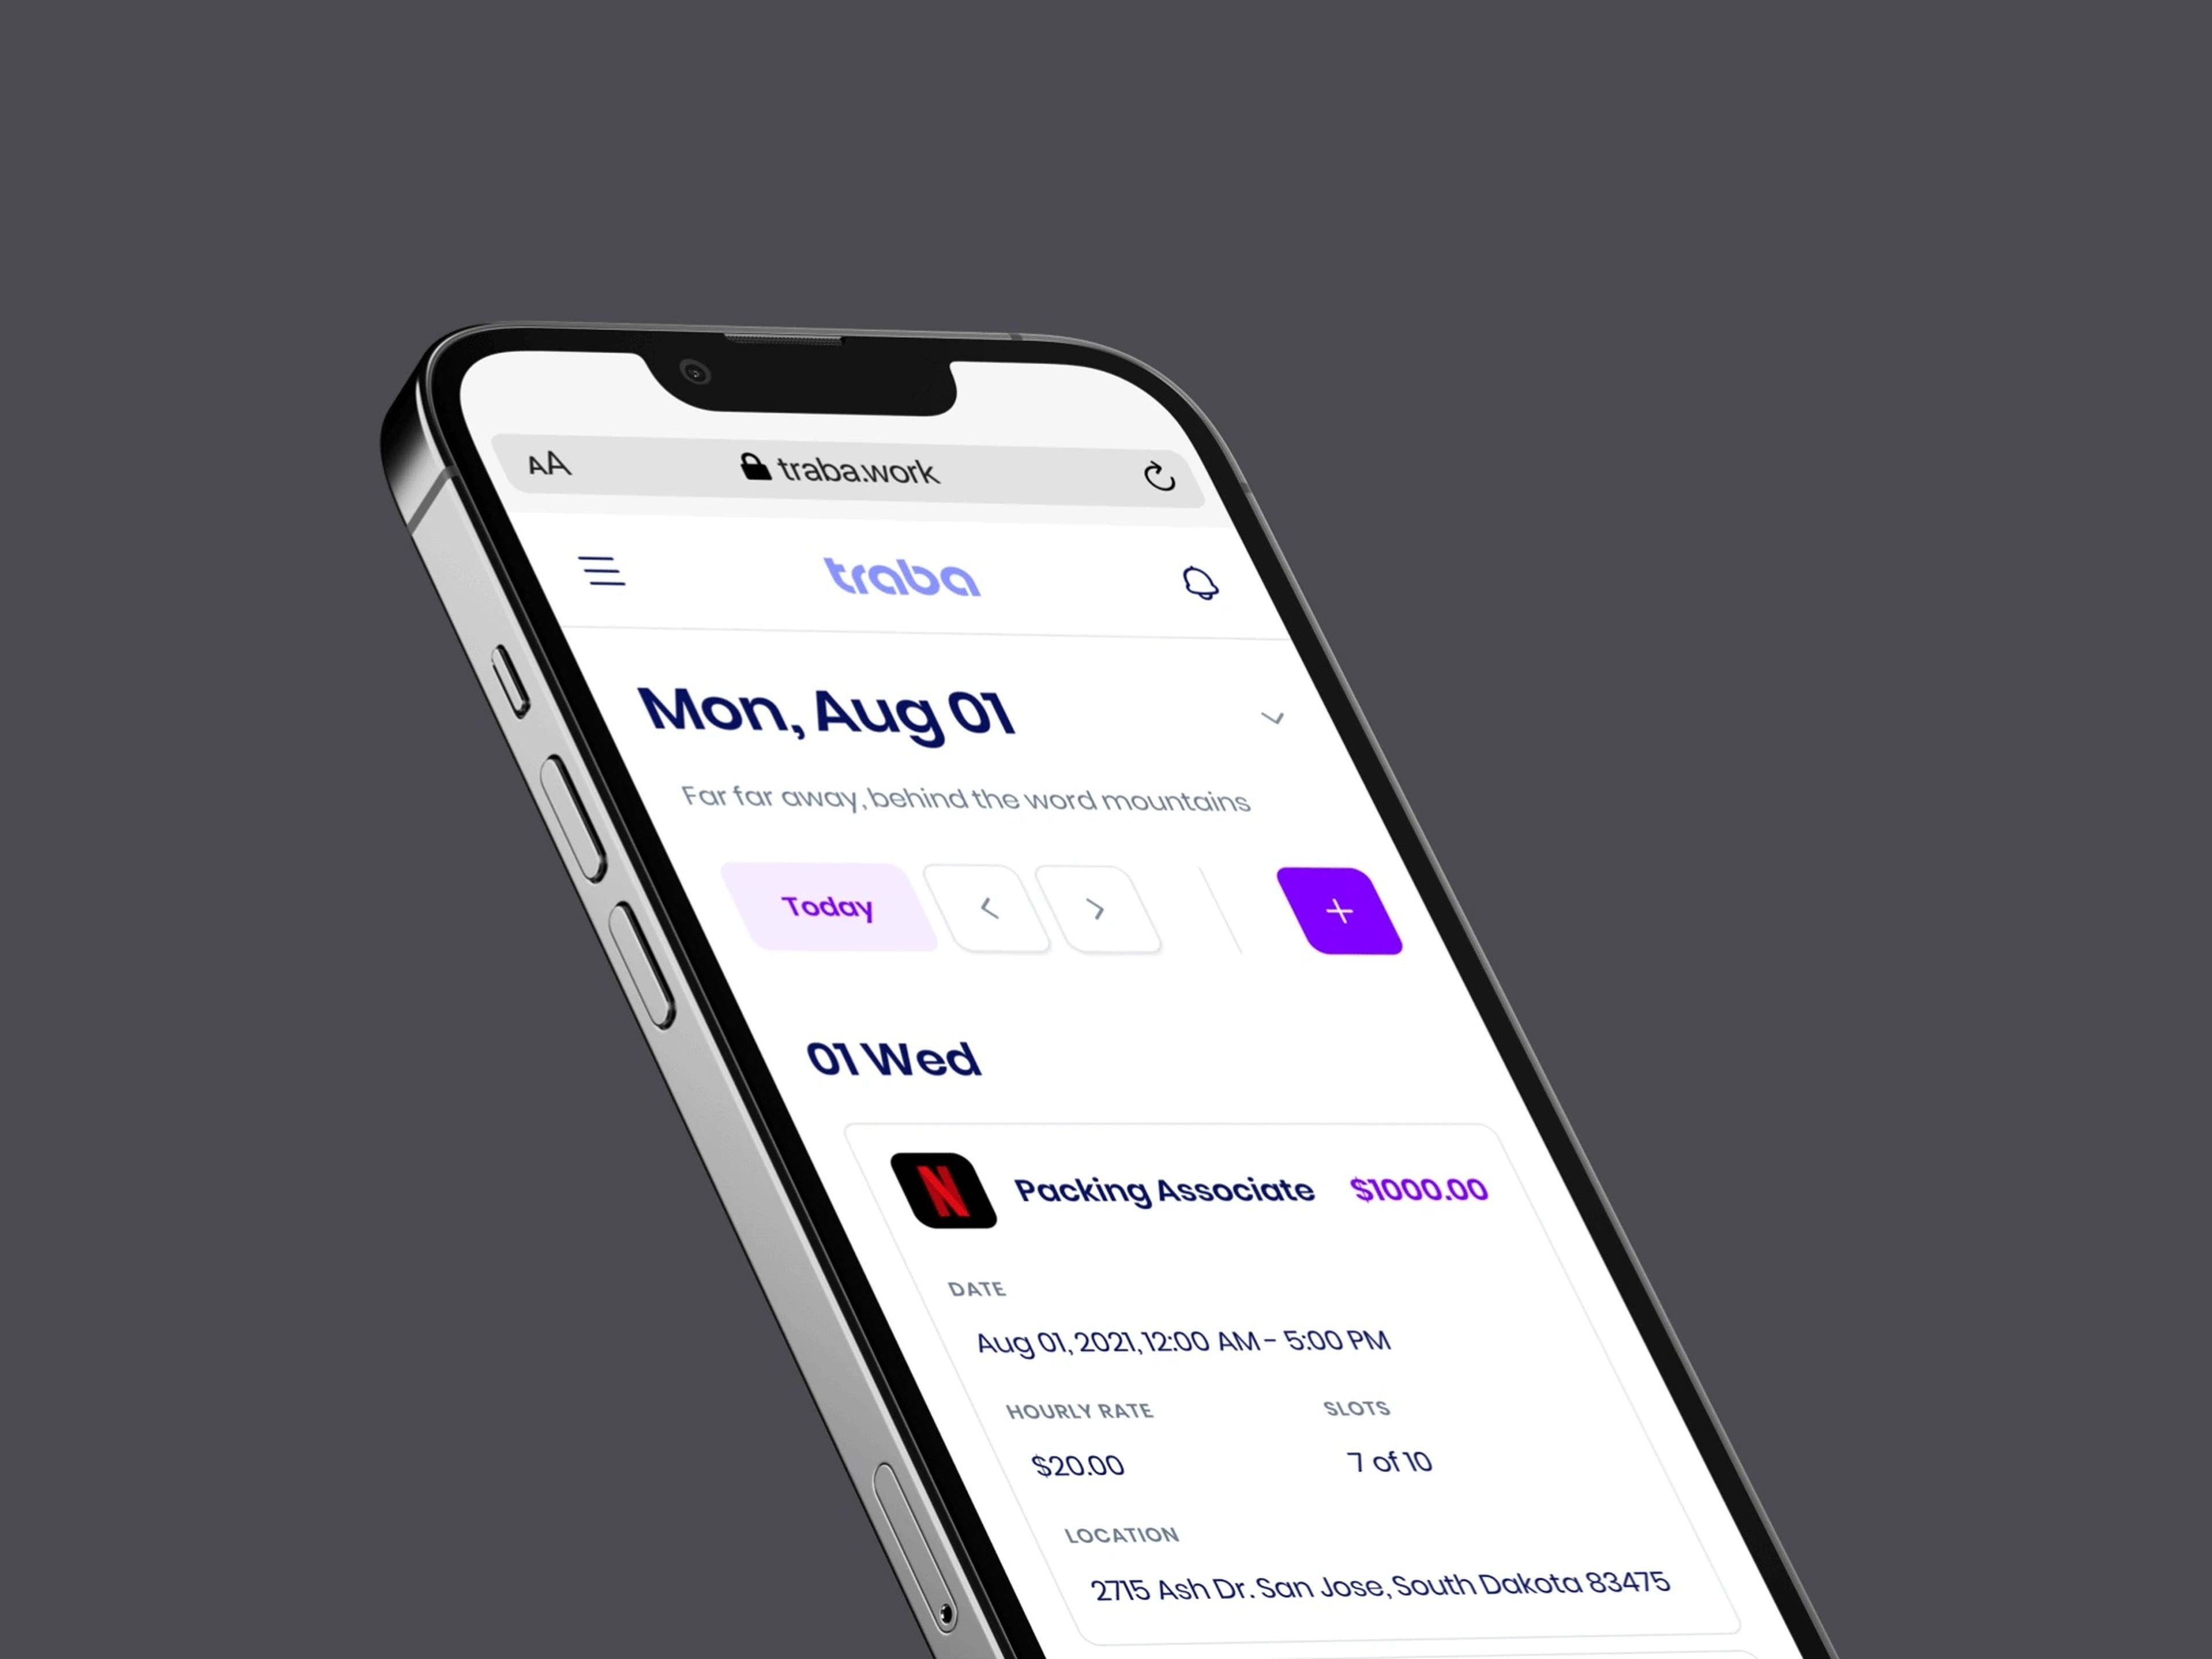 AA traba.work
traba
Mon, Aug 01
Far far away, behind the word mountains
Today
01 Wed
N Packing Associate $1000.00
DATE
Aug 01, 2021, 12:00 AM - 5:00 PM
HOURLY RATE SLOTS
$20.00 7 of 10
LOCATION
2715 Ash Dr. San Jose, South Dakota 83475